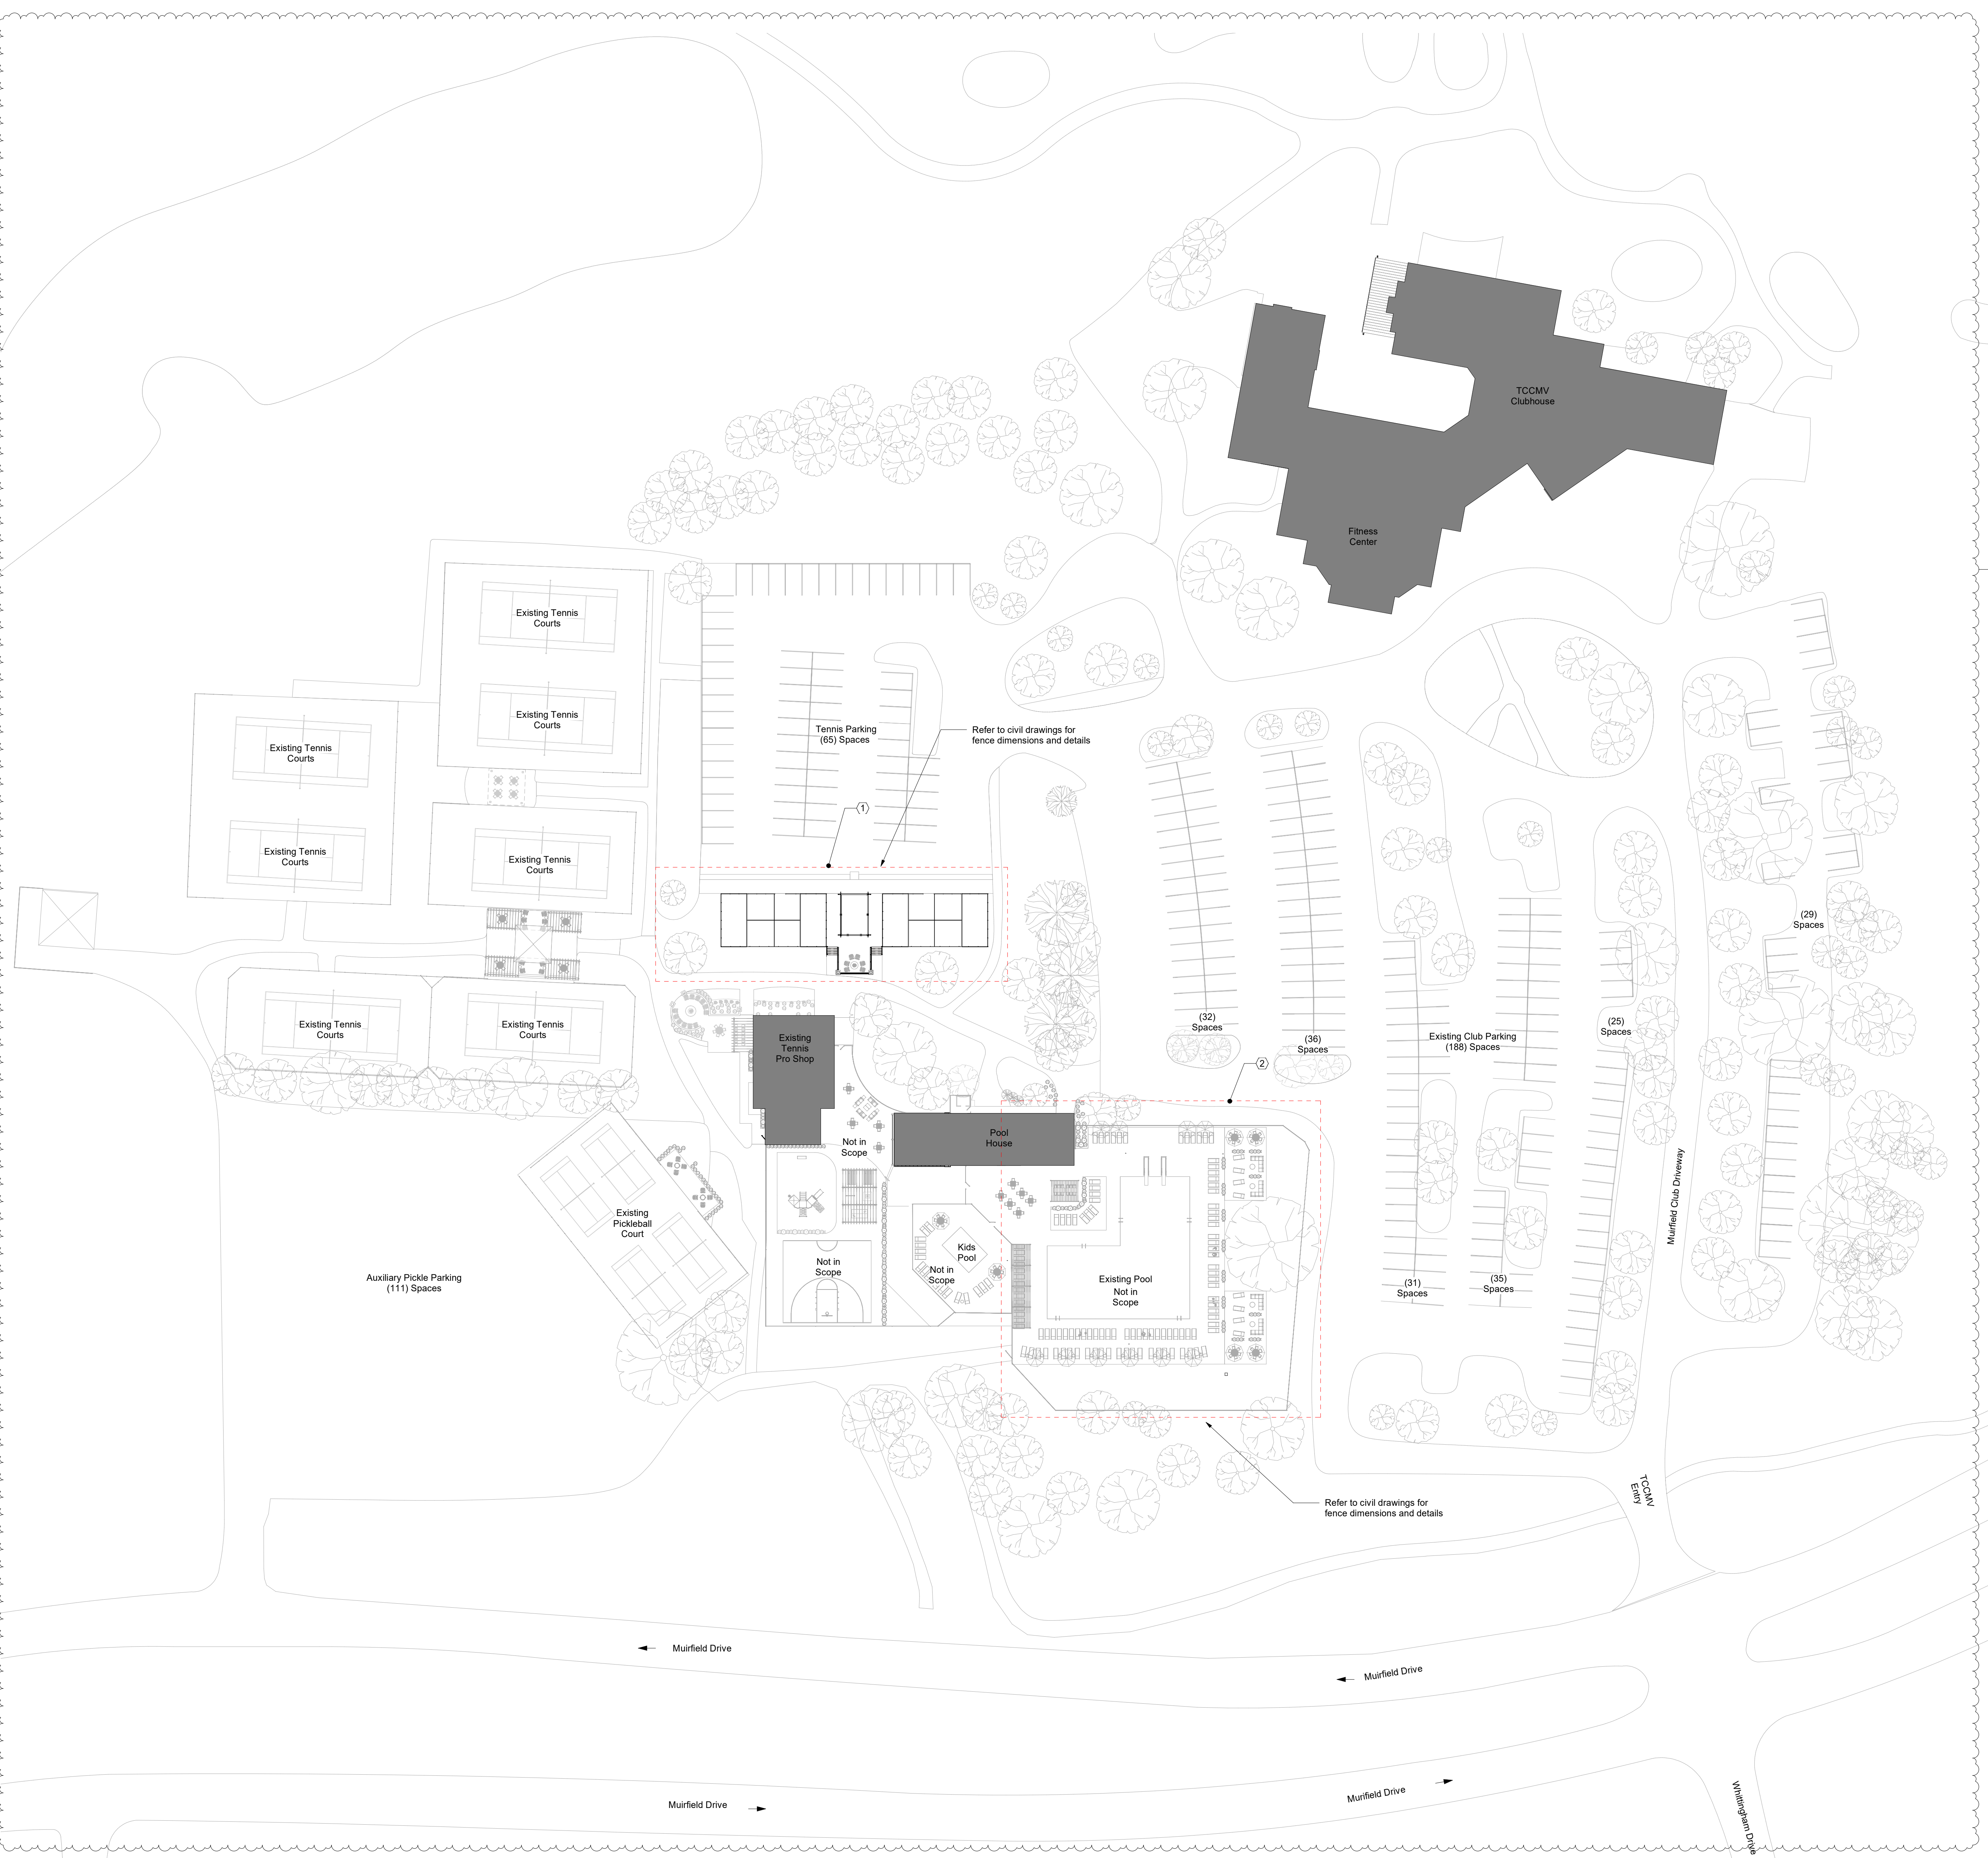 TCCMV
Clubhouse
Fitness
Center
Existing Tennis
Courts
Existing Tennis
Courts
Existing Tennis
Courts
Existing Tennis
Courts
Existing Tennis
Courts
Existing Tennis
Courts
Existing Tennis
Courts
Tennis Parking
(65) Spaces
Refer to civil drawings for
fence dimensions and details
1
(29)
Spaces
(32)
Spaces
(36)
Spaces
(25)
Spaces
Existing Club Parking
(188) Spaces
Existing
Tennis
Pro Shop
2
Pool
House
Not in
Scope
Muirfield Club Driveway
Existing
Pickleball
Court
Kids
Pool
Not in
Scope
Not in
Scope
Auxiliary Pickle Parking
(111) Spaces
Existing Pool
Not in
Scope
(31)
Spaces
(35)
Spaces
TCCMV
Entry
Refer to civil drawings for
fence dimensions and details
Muirfield Drive
Muirfield Drive
Muirfield Drive
Murifield Drive
Whittingham Drive